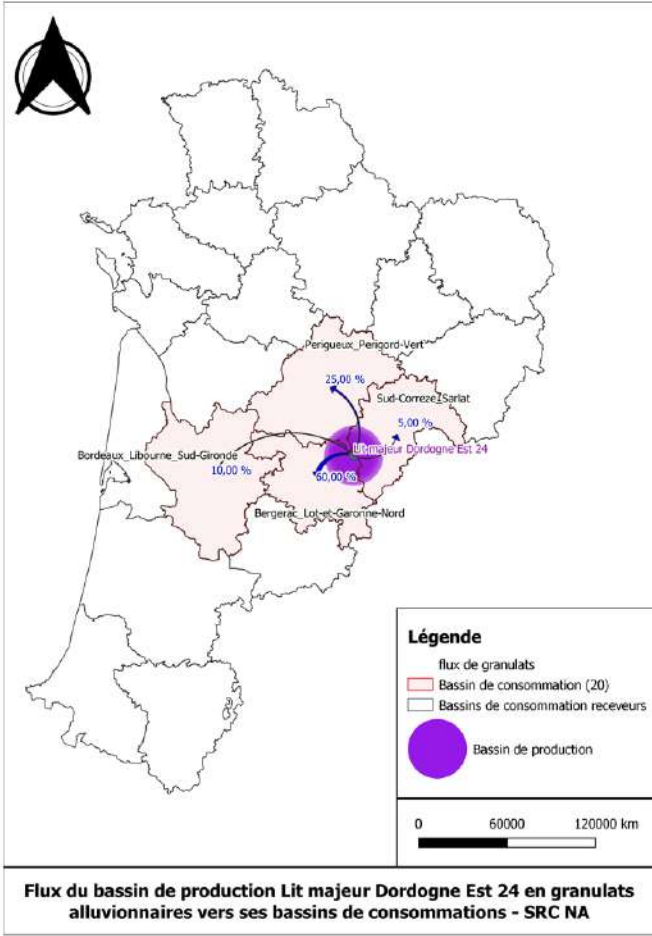 Perigueux_Perigord-Vert
25,00 %
Sud-Correze_Sarlat
5,00 %
Lit majeur Dordogne Est 24
Bordeaux_Libourne_Sud-Gironde
10,00 %
60,00 %
Bergerac_Lot-et-Garonne-Nord
Légende
flux de granulats
Bassin de consommation (20)
Bassins de consommation receveurs
Bassin de production
0 60000 120000 km
Flux du bassin de production Lit majeur Dordogne Est 24 en granulats
alluvionnaires vers ses bassins de consommations - SRC NA